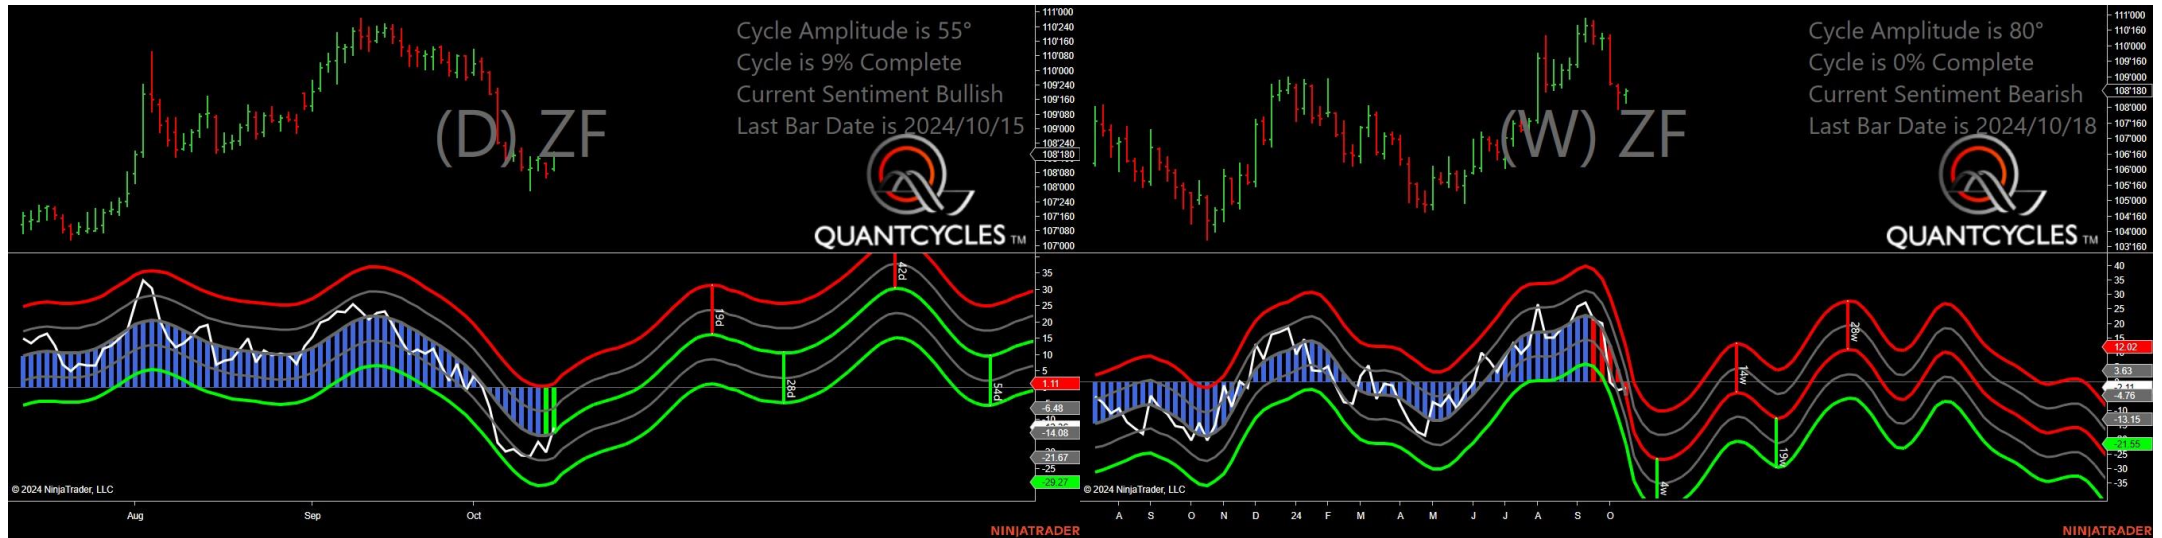 Cycle Amplitude is 55°
Cycle is 9% Complete
Current Sentiment Bullish
Last Bar Date is 2024/10/15
(D) ZF
QUANTCYCLES TM
111'000
110'240
110'160
110'080
110'000
109'240
109'160
109'080
109'000
108'240
108'180
108'080
108'000
107'240
107'160
107'080
107'000
42d
19d
28d
54d
35
30
25
20
15
10
5
1.11
-6.48
-14.08
-21.67
-25
-29.27
© 2024 NinjaTrader, LLC
Aug
Sep
Oct
NINJATRADER
Cycle Amplitude is 80°
Cycle is 0% Complete
Current Sentiment Bearish
Last Bar Date is 2024/10/18
(W) ZF
QUANTCYCLES TM
111'000
110'160
110'000
109'160
109'000
108'180
108'000
107'160
107'000
106'160
106'000
105'160
105'000
104'160
104'000
103'160
28w
14w
19w
4w
40
35
30
25
20
15
12.02
3.63
-2.11
-4.76
-10
-13.15
-21.55
-25
-30
-35
© 2024 NinjaTrader, LLC
A S O N D 24 F M A M J J A S O
NINJATRADER